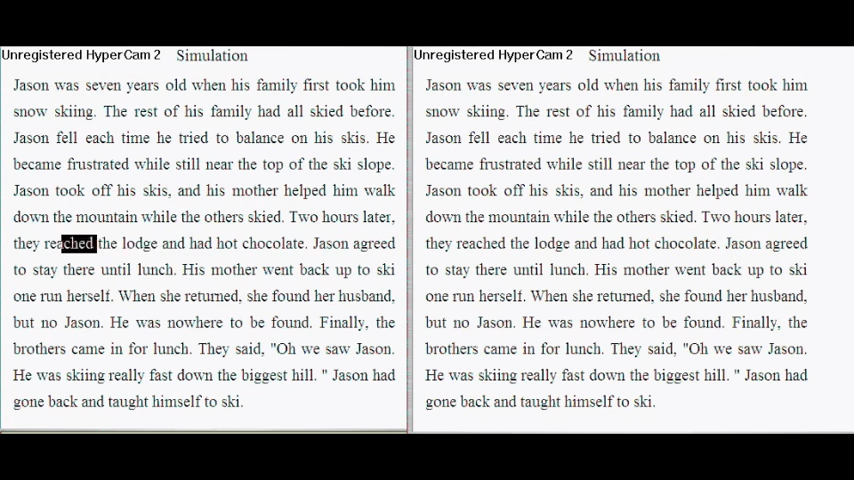 Unregistered HyperCam 2 Simulation
Jason was seven years old when his family first took him
snow skiing. The rest of his family had all skied before.
Jason fell each time he tried to balance on his skis. He
became frustrated while still near the top of the ski slope.
Jason took off his skis, and his mother helped him walk
down the mountain while the others skied. Two hours later,
they reached the lodge and had hot chocolate. Jason agreed
to stay there until lunch. His mother went back up to ski
one run herself. When she returned, she found her husband,
but no Jason. He was nowhere to be found. Finally, the
brothers came in for lunch. They said, "Oh we saw Jason.
He was skiing really fast down the biggest hill. " Jason had
gone back and taught himself to ski.
Unregistered HyperCam 2 Simulation
Jason was seven years old when his family first took him
snow skiing. The rest of his family had all skied before.
Jason fell each time he tried to balance on his skis. He
became frustrated while still near the top of the ski slope.
Jason took off his skis, and his mother helped him walk
down the mountain while the others skied. Two hours later,
they reached the lodge and had hot chocolate. Jason agreed
to stay there until lunch. His mother went back up to ski
one run herself. When she returned, she found her husband,
but no Jason. He was nowhere to be found. Finally, the
brothers came in for lunch. They said, "Oh we saw Jason.
He was skiing really fast down the biggest hill. " Jason had
gone back and taught himself to ski.